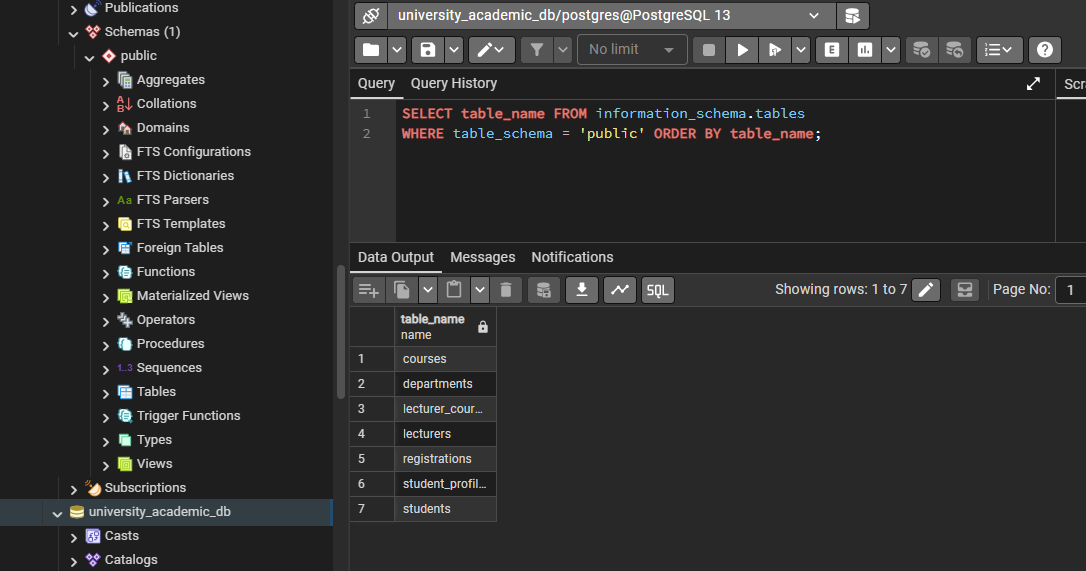 Publications
Schemas (1)
public
Aggregates
Collations
Domains
FTS Configurations
FTS Dictionaries
FTS Parsers
FTS Templates
Foreign Tables
Functions
Materialized Views
Operators
Procedures
1..3 Sequences
Tables
Trigger Functions
Types
Views
Subscriptions
university_academic_db
Casts
Catalogs
university_academic_db/postgres@PostgreSQL 13
No limit
E
Query Query History
Scr
1 SELECT table_name FROM information_schema.tables
2 WHERE table_schema = 'public' ORDER BY table_name;
Data Output Messages Notifications
SQL
Showing rows: 1 to 7
Page No: 1
table_name
name
1 courses
2 departments
3 lecturer_cour…
4 lecturers
5 registrations
6 student_profil…
7 students